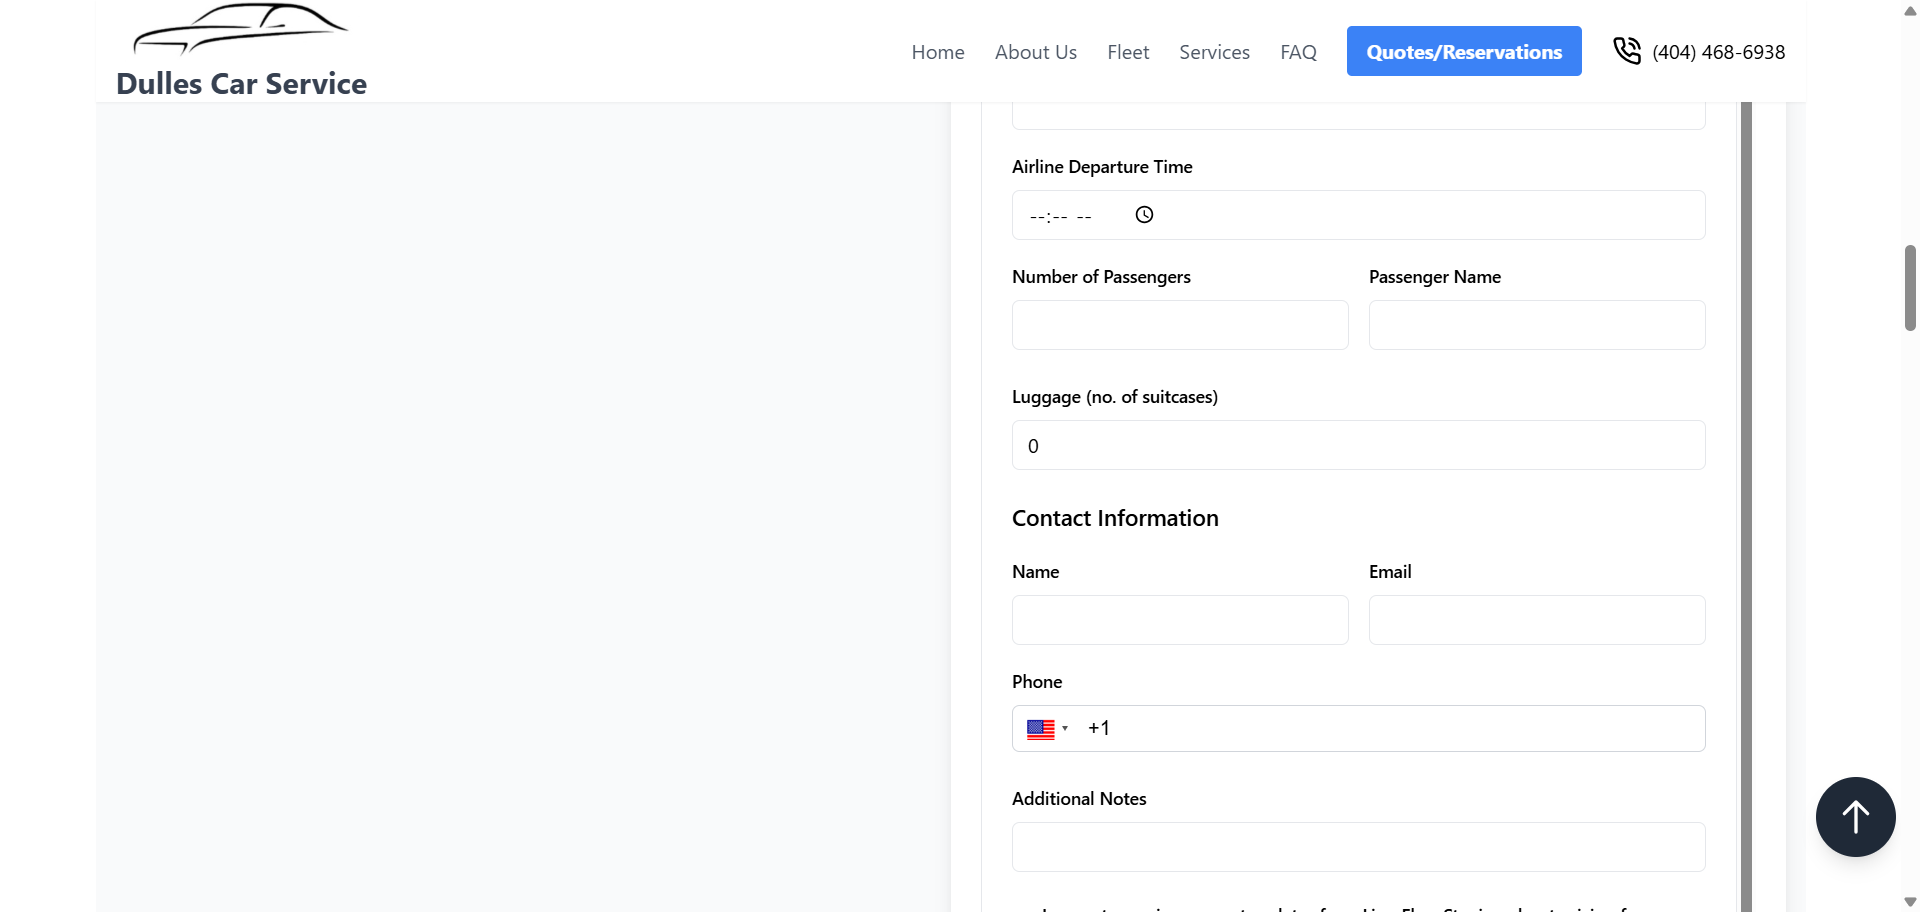 Dulles Car Service
Home About Us Fleet Services FAQ Quotes/Reservations (404) 468-6938
Airline Departure Time
--:-- --
Number of Passengers Passenger Name
Luggage (no. of suitcases)
0
Contact Information
Name Email
Phone
+1
Additional Notes